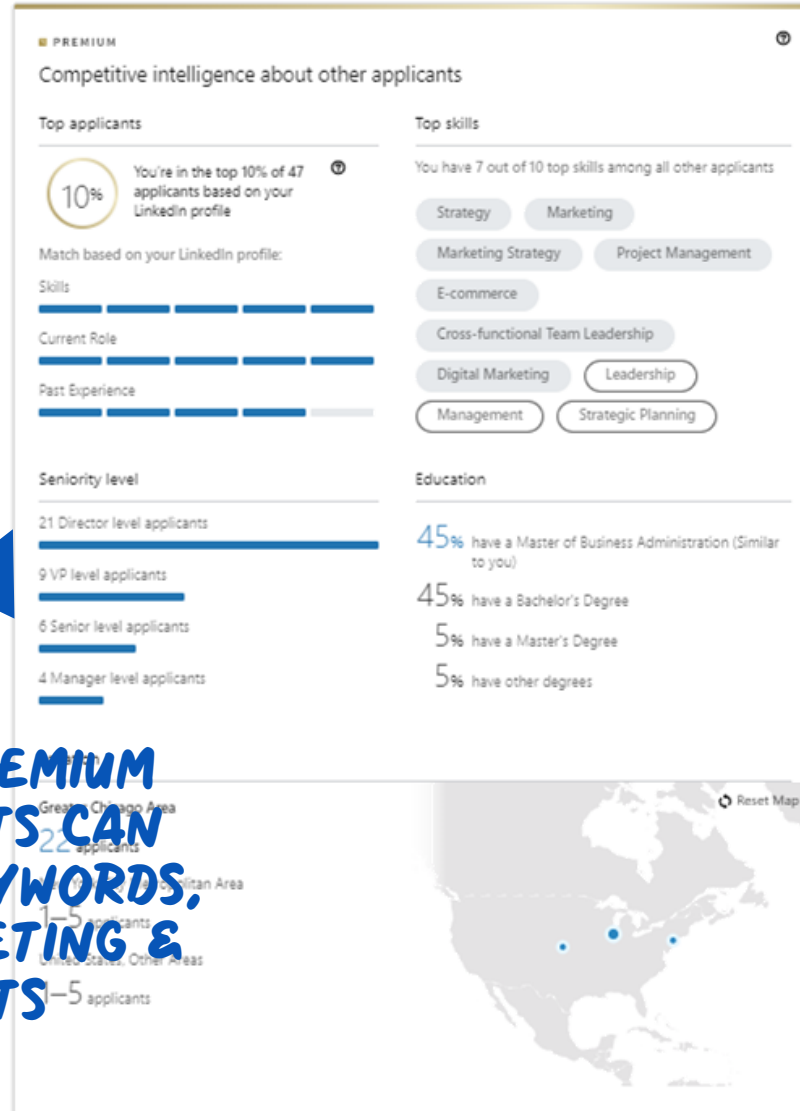 PREMIUM
Competitive intelligence about other applicants
Top applicants
10%
You're in the top 10% of 47
applicants based on your
LinkedIn profile
Match based on your LinkedIn profile:
Skills
Current Role
Past Experience
Top skills
You have 7 out of 10 top skills among all other applicants
Strategy Marketing
Marketing Strategy Project Management
E-commerce
Cross-functional Team Leadership
Digital Marketing Leadership
Management Strategic Planning
Seniority level
21 Director level applicants
9 VP level applicants
6 Senior level applicants
4 Manager level applicants
Education
45% have a Master of Business Administration (Similar
to you)
45% have a Bachelor's Degree
5% have a Master's Degree
5% have other degrees
EMIUM
TS CAN
YWORDS,
ETING &
TS
Greater Chicago Area
22 applicants
Metropolitan Area
1–5 applicants
United States, Other Areas
1–5 applicants
Reset Map